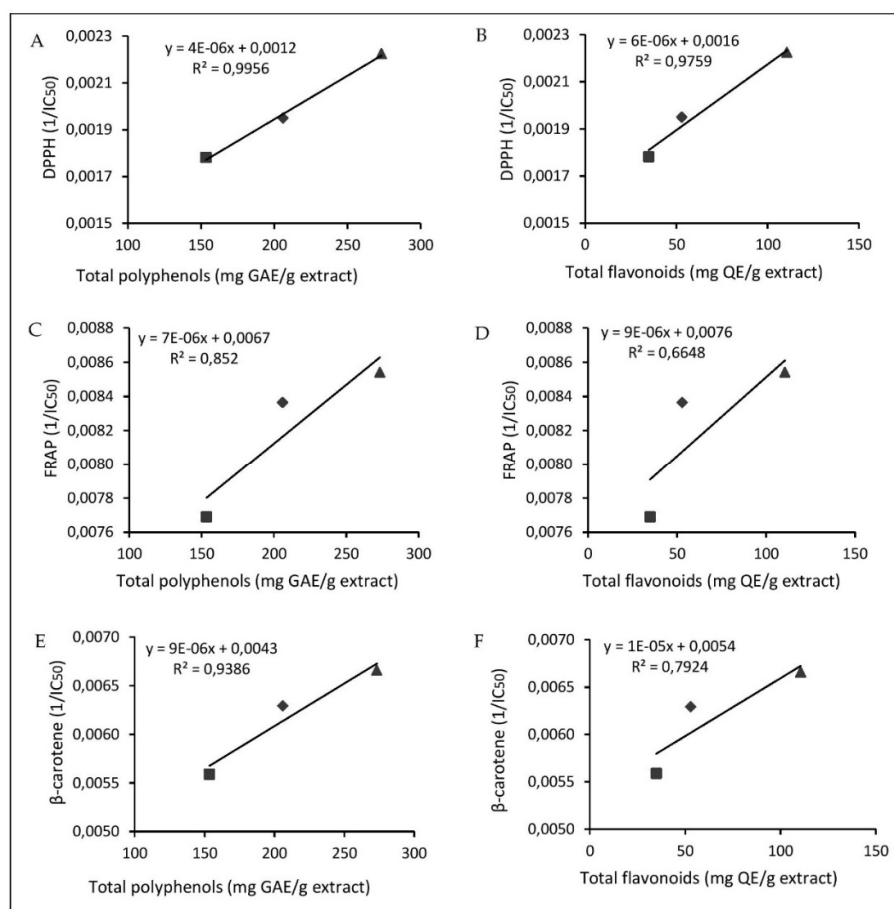 A
y = 4E-06x + 0,0012
R² = 0,9956
0,0023
0,0021
0,0019
0,0017
0,0015
100
150
200
250
300
DPPH (1/IC50)
Total polyphenols (mg GAE/g extract)
B
y = 6E-06x + 0,0016
R² = 0,9759
0,0023
0,0021
0,0019
0,0017
0,0015
0
50
100
150
DPPH (1/IC50)
Total flavonoids (mg QE/g extract)
C
y = 7E-06x + 0,0067
R² = 0,852
0,0088
0,0086
0,0084
0,0082
0,0080
0,0078
0,0076
100
150
200
250
300
FRAP (1/IC50)
Total polyphenols (mg GAE/g extract)
D
y = 9E-06x + 0,0076
R² = 0,6648
0,0088
0,0086
0,0084
0,0082
0,0080
0,0078
0,0076
0
50
100
150
FRAP (1/IC50)
Total flavonoids (mg QE/g extract)
E
y = 9E-06x + 0,0043
R² = 0,9386
0,0070
0,0065
0,0060
0,0055
0,0050
100
150
200
250
300
β-carotene (1/IC50)
Total polyphenols (mg GAE/g extract)
F
y = 1E-05x + 0,0054
R² = 0,7924
0,0070
0,0065
0,0060
0,0055
0,0050
0
50
100
150
β-carotene (1/IC50)
Total flavonoids (mg QE/g extract)